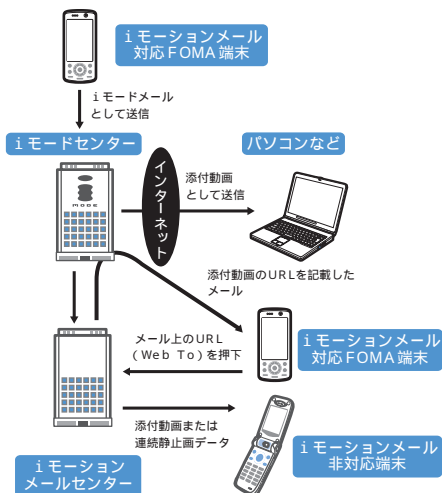 iモーションメール
対応FOMA端末
iモードメール
として送信
iモードセンター
パソコンなど
インターネット
添付動画
として送信
MODE
添付動画のURLを記載した
メール
メール上のURL
(Web To)を押下
iモーションメール
対応FOMA端末
添付動画または
連続静止画データ
iモーション
メールセンター
iモーションメール
非対応端末